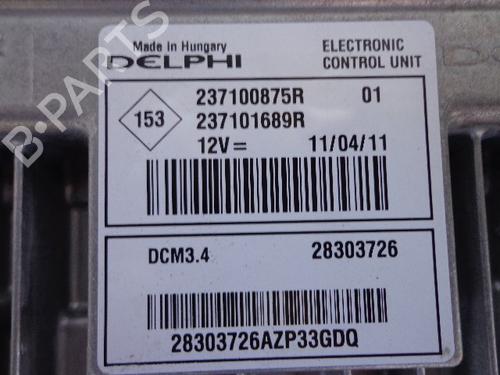 B-PARTS
Made in Hungary
DELPHI
ELECTRONIC
CONTROL UNIT
153
237100875R 01
237101689R
12V= 11/04/11
DCM3.4 28303726
28303726AZP33GDQ